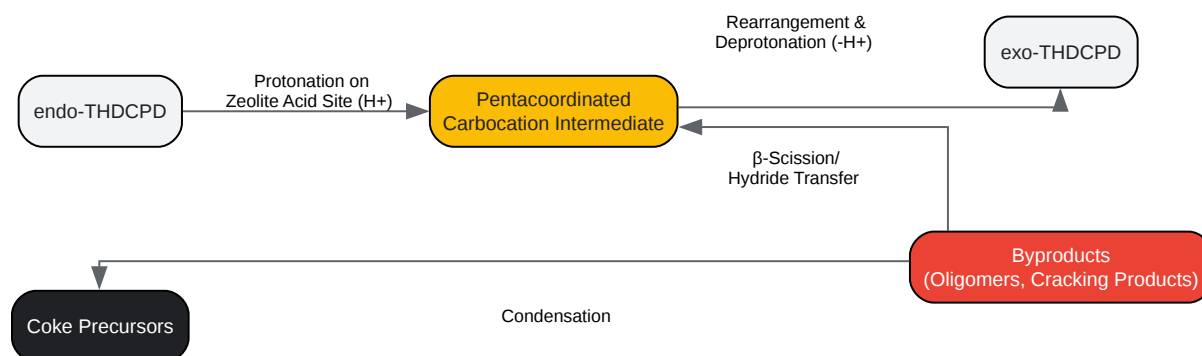 Rearrangement &
Deprotonation (-H+)
exo-THDCPD
Protonation on
Zeolite Acid Site (H+)
endo-THDCPD
Pentacoordinated
Carbocation Intermediate
β-Scission/
Hydride Transfer
Byproducts
(Oligomers, Cracking Products)
Condensation
Coke Precursors